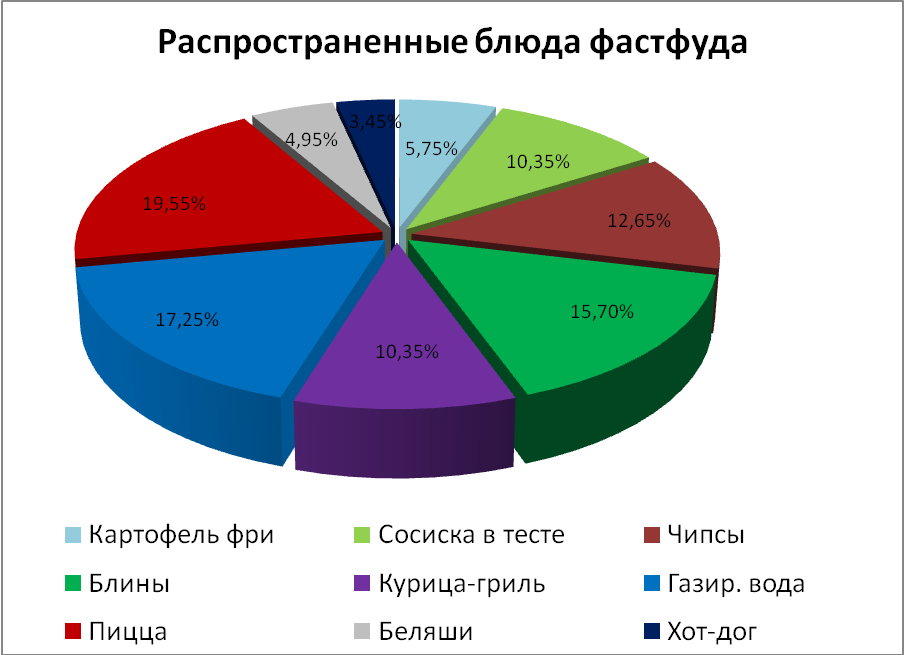 Распространенные блюда фастфуда
3,45%
5,75%
4,95%
10,35%
19,55%
12,65%
15,70%
17,25%
10,35%
Картофель фри
Сосиска в тесте
Чипсы
Блины
Курица-гриль
Газир. вода
Пицца
Беляши
Хот-дог